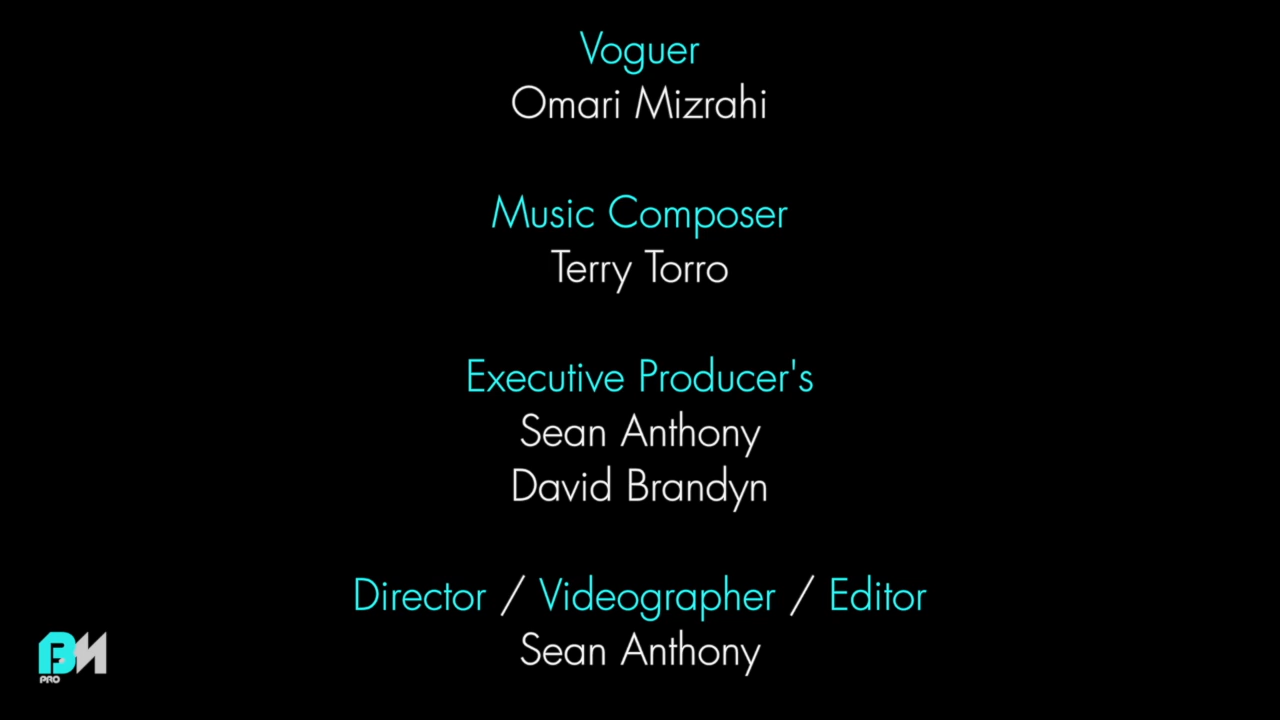 Voguer
Omari Mizrahi
Music Composer
Terry Torro
Executive Producer's
Sean Anthony
David Brandyn
Director / Videographer / Editor
Sean Anthony
BM
PRO